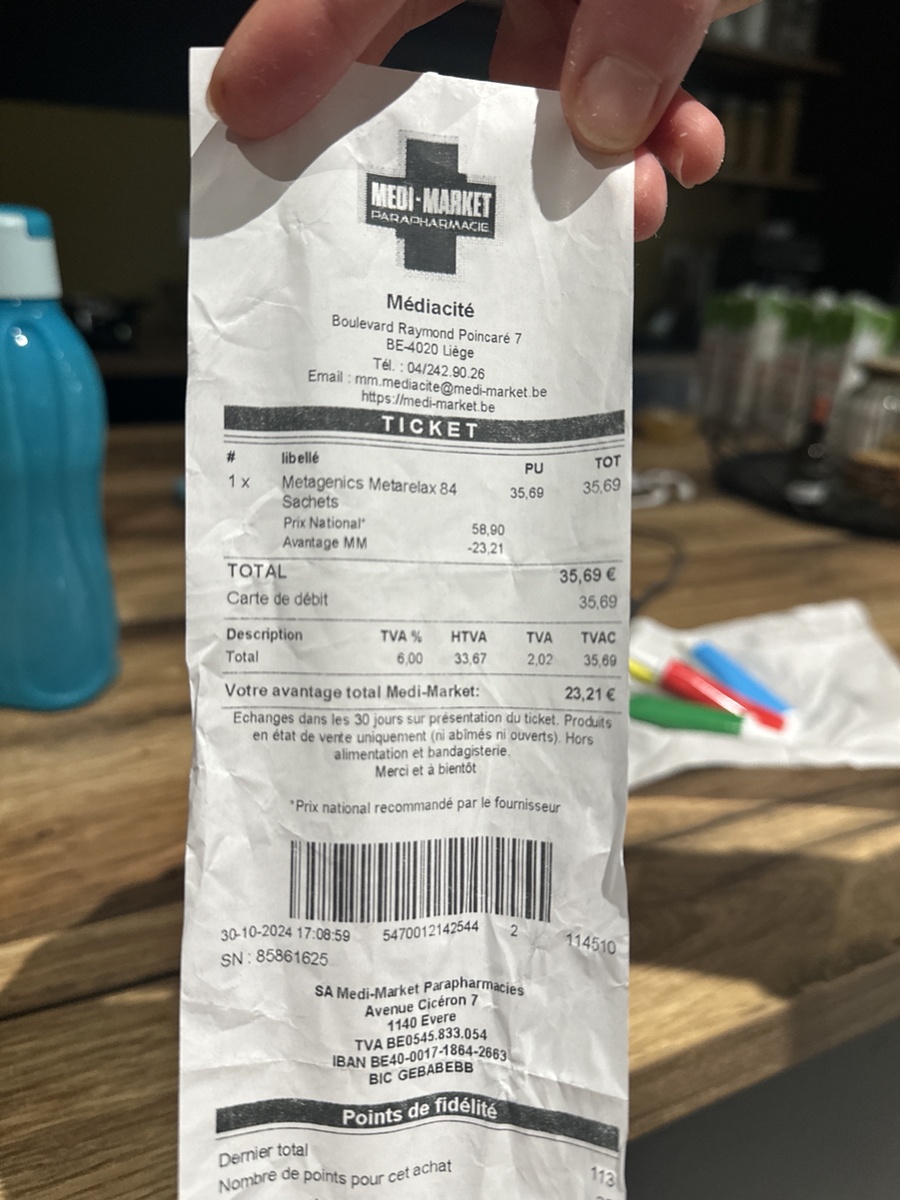 MEDI-MARKET
PARAPHARMACIE
Médiacité
Boulevard Raymond Poincaré 7
BE-4020 Liège
Tél. : 04/242.90.26
Email : mm.mediacite@medi-market.be
https://medi-market.be
TICKET
# libellé PU TOT
1 x Metagenics Metarelax 84 35,69 35,69
Sachets
Prix National* 58,90
Avantage MM -23,21
TOTAL 35,69 €
Carte de débit 35,69
Description TVA % HTVA TVA TVAC
Total 6,00 33,67 2,02 35,69
Votre avantage total Medi-Market: 23,21 €
Echanges dans les 30 jours sur présentation du ticket. Produits
en état de vente uniquement (ni abîmés ni ouverts). Hors
alimentation et bandagisterie.
Merci et à bientôt
*Prix national recommandé par le fournisseur
30-10-2024 17:08:59 5470012142544 2 114510
SN : 85861625
SA Medi-Market Parapharmacies
Avenue Cicéron 7
1140 Evere
TVA BE0545.833.054
IBAN BE40-0017-1864-2663
BIC GEBABEBB
Points de fidélité
Dernier total 113
Nombre de points pour cet achat